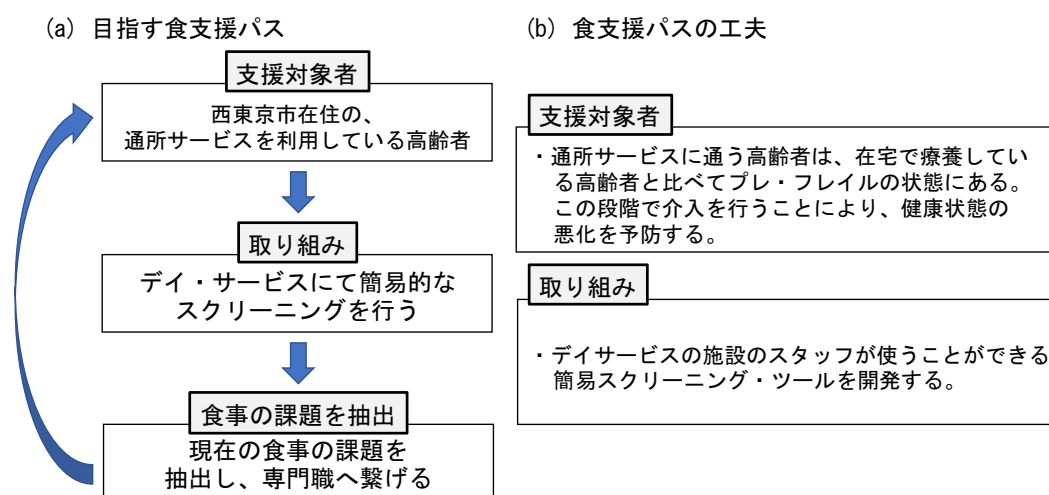 (a) 目指す食支援パス
支援対象者
西東京市在住の、
通所サービスを利用している高齢者
取り組み
デイ・サービスにて簡易的な
スクリーニングを行う
食事の課題を抽出
現在の食事の課題を
抽出し、専門職へ繋げる
(b) 食支援パスの工夫
支援対象者
・通所サービスに通う高齢者は、在宅で療養してい
る高齢者と比べてプレ・フレイルの状態にある。
この段階で介入を行うことにより、健康状態の
悪化を予防する。
取り組み
・デイサービスの施設のスタッフが使うことができる
簡易スクリーニング・ツールを開発する。